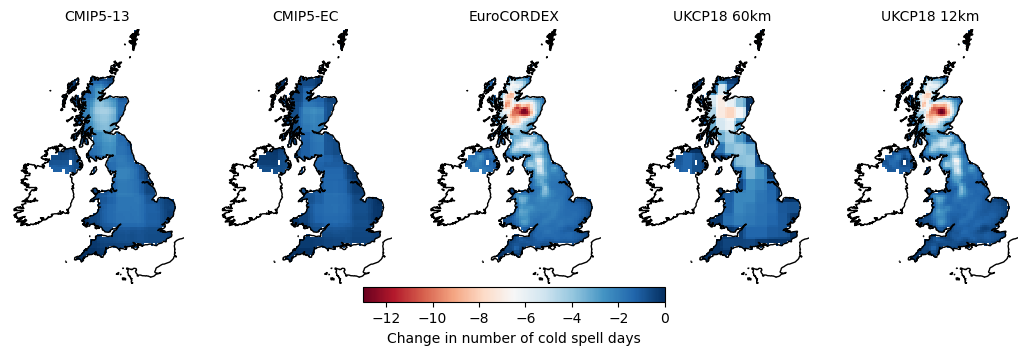 CMIP5-13 CMIP5-EC EuroCORDEX UKCP18 60km UKCP18 12km
−12 −10 −8 −6 −4 −2 0
Change in number of cold spell days